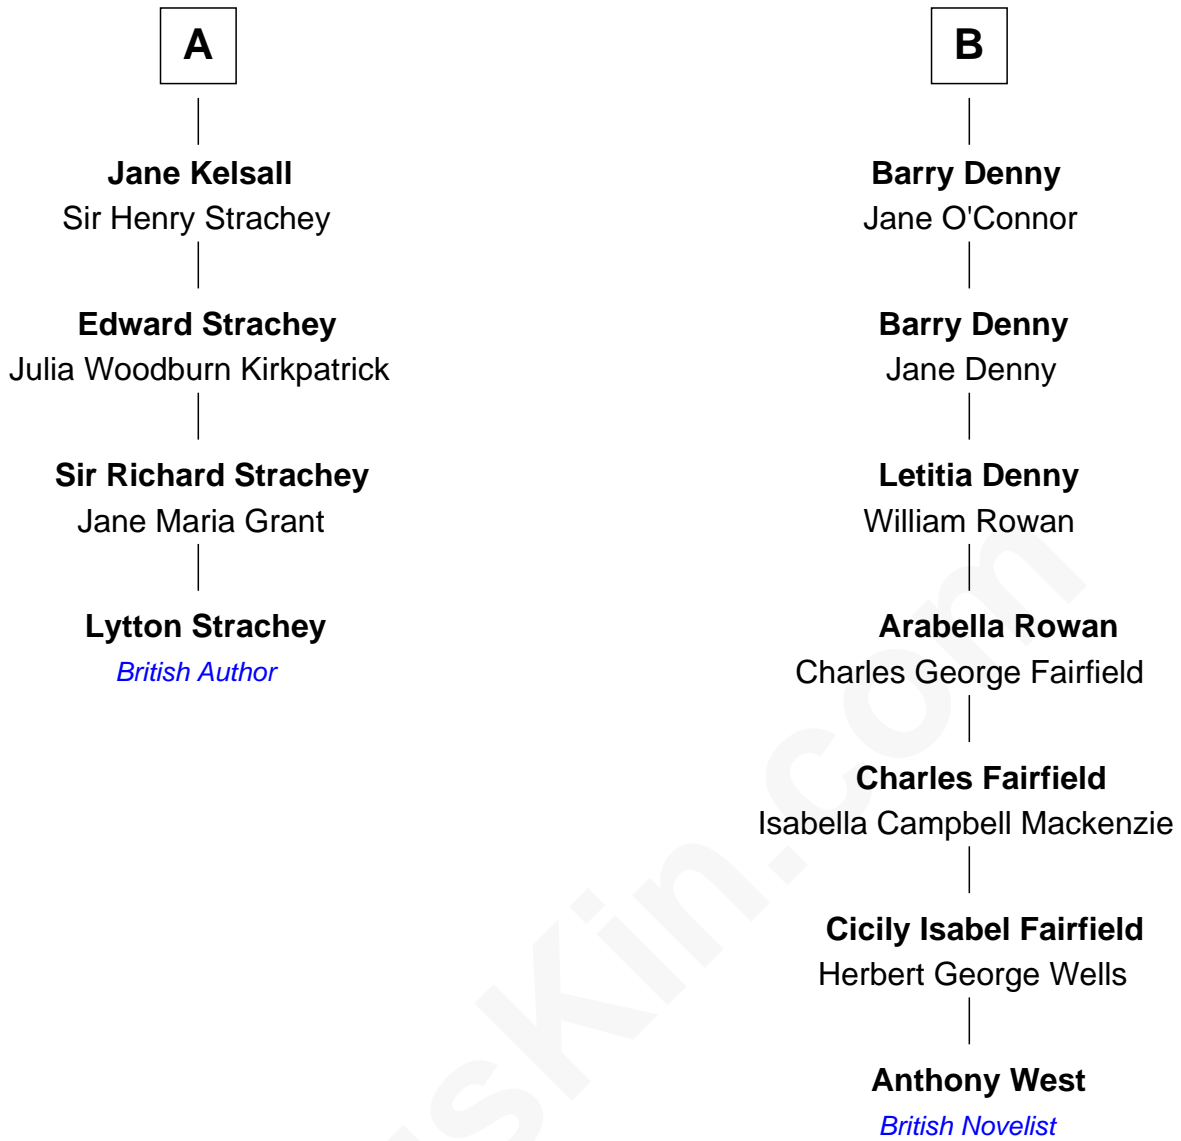 A
Jane Kelsall
Sir Henry Strachey
Edward Strachey
Julia Woodburn Kirkpatrick
Sir Richard Strachey
Jane Maria Grant
Lytton Strachey
British Author
B
Barry Denny
Jane O'Connor
Barry Denny
Jane Denny
Letitia Denny
William Rowan
Arabella Rowan
Charles George Fairfield
Charles Fairfield
Isabella Campbell Mackenzie
Cicily Isabel Fairfield
Herbert George Wells
Anthony West
British Novelist